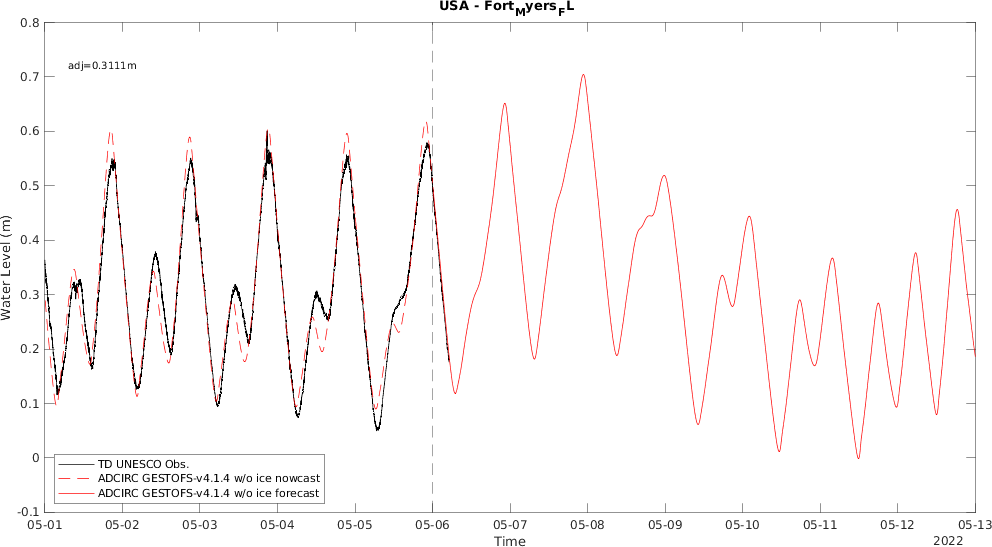 USA - Fort_Myers_FL
0.8
0.7
0.6
0.5
0.4
0.3
0.2
0.1
0
-0.1
Water Level (m)
adj=0.3111m
TD UNESCO Obs.
ADCIRC GESTOFS-v4.1.4 w/o ice nowcast
ADCIRC GESTOFS-v4.1.4 w/o ice forecast
05-01 05-02 05-03 05-04 05-05 05-06 05-07 05-08 05-09 05-10 05-11 05-12 05-13
Time
2022